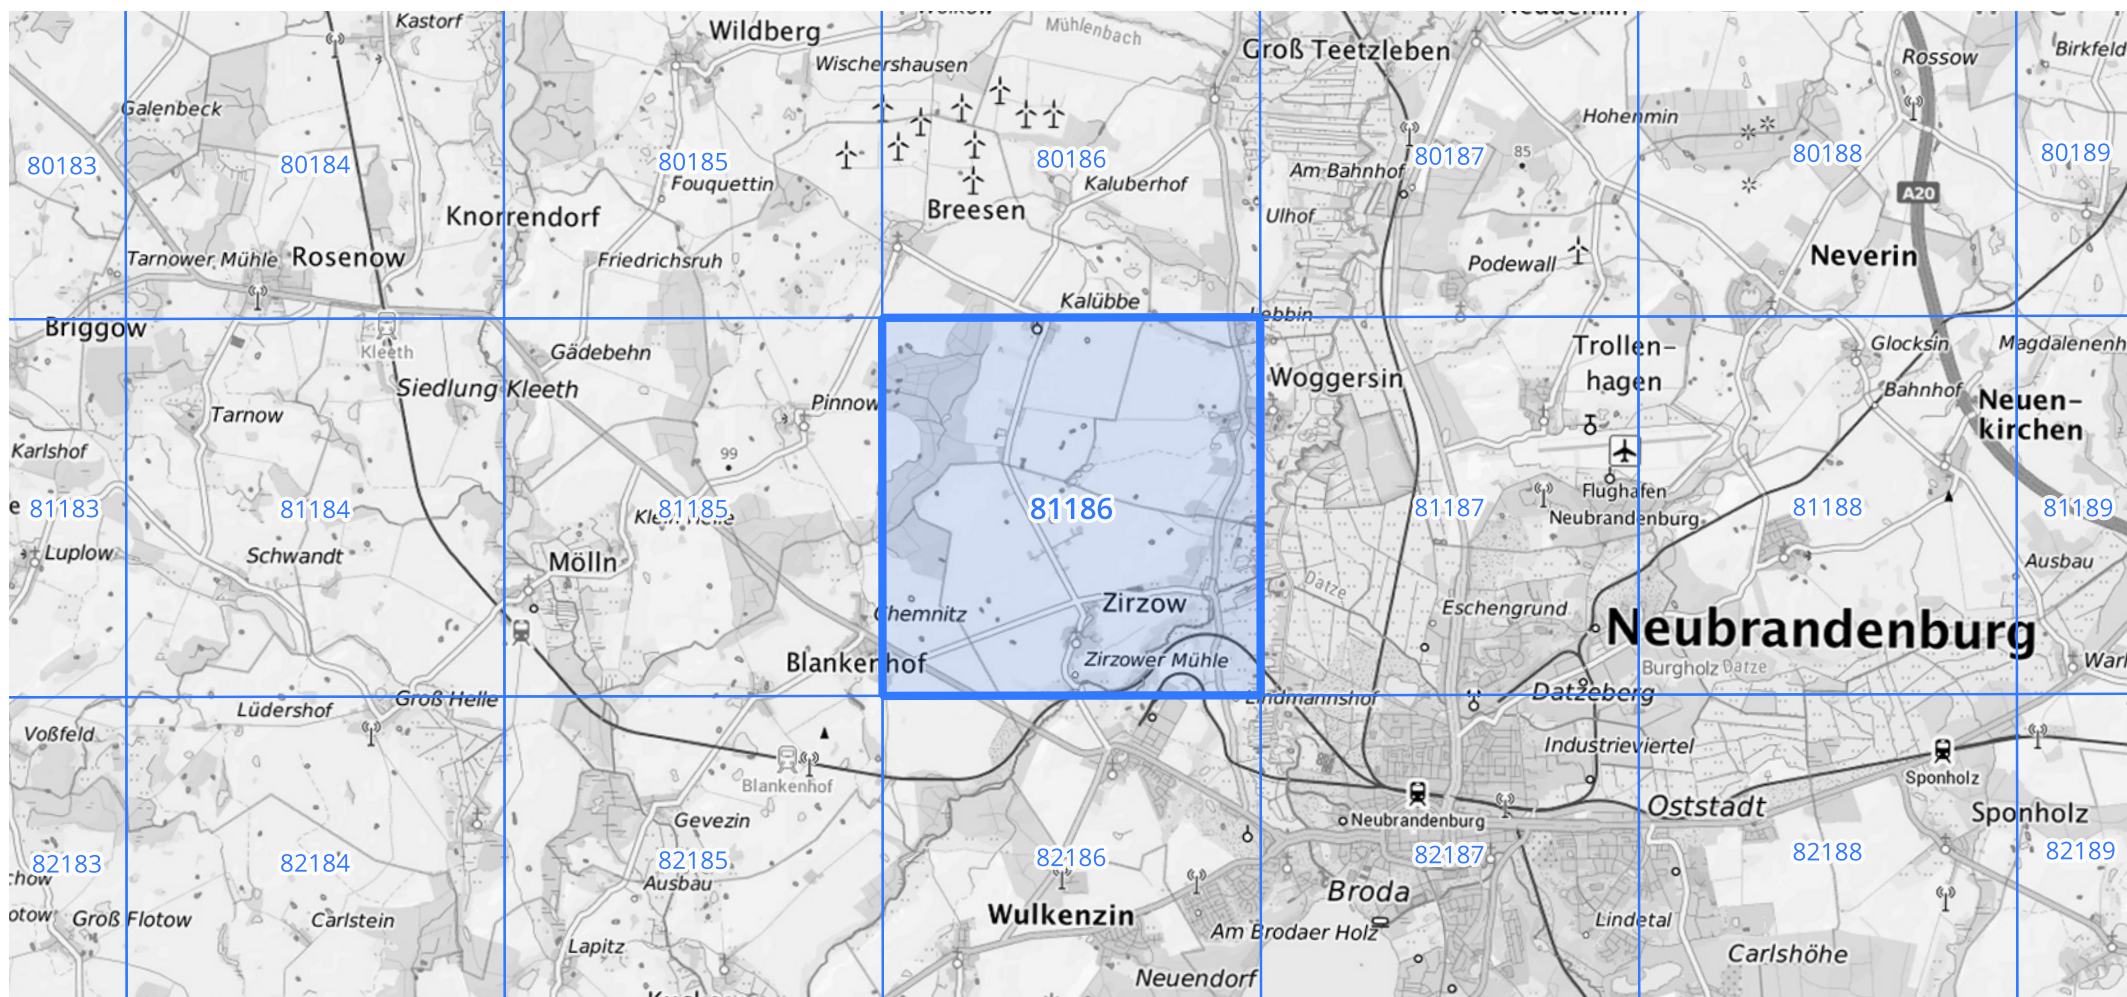 Kastorf
Wildberg
Mühlenbach
Groß Teetzleben
Rossow
Birkfeld
Wischershausen
Galenbeck
Hohenmin
80183
80184
80185
80186
80187
85
80188
80189
Fouquettin
Kaluberhof
Am Bahnhof
A20
Knorrendorf
Breesen
Ulhof
Tarnower Mühle
Rosenow
Friedrichsruh
Podewall
Neverin
Kalübbe
Briggow
Kleeth
Gädebehn
Woggersin
Trollen-
hagen
Glocksin
Magdalenenh
Siedlung Kleeth
Bahnhof
Neuen-
kirchen
Tarnow
Pinnow
Karlshof
99
81183
81184
81185
81186
81187
81188
81189
Klein Helle
Flughafen
Neubrandenburg
Luplow
Schwandt
Mölln
Datze
Ausbau
Chemnitz
Zirzow
Eschengrund
Neubrandenburg
Blankenhof
Zirzower Mühle
Burgholz
Datze
Groß Helle
Lindmannshof
Datzeberg
Lüdershof
Voßfeld
Industrieviertel
Blankenhof
Sponholz
Neubrandenburg
Oststadt
Sponholz
Gevezin
82183
82184
82185
82186
82187
82188
82189
Ausbau
Broda
Groß Flotow
Carlstein
Wulkenzin
Am Brodaer Holz
Lindetal
Lapitz
Neuendorf
Carlshöhe